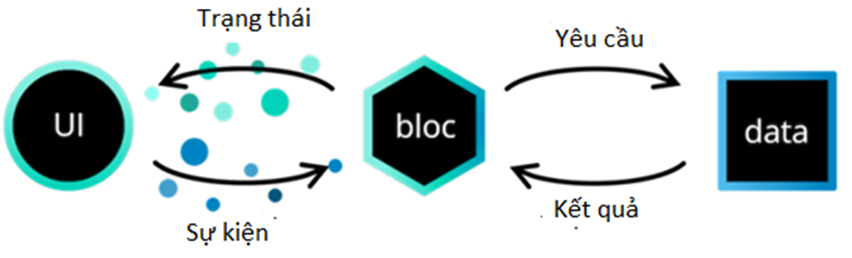 Trạng thái
Yêu cầu
UI
bloc
data
Sự kiện
Kết quả